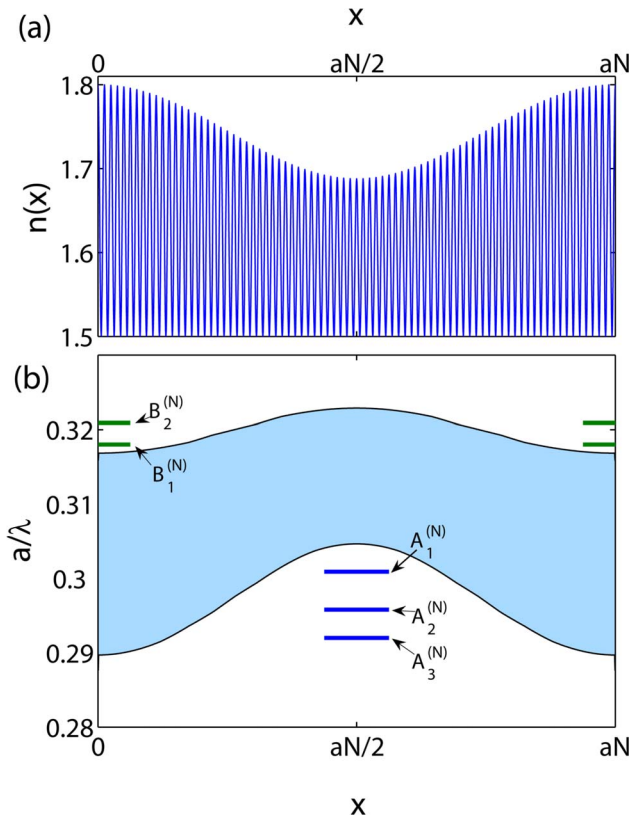 (a)
x
0 aN/2 aN
1.8
1.7
1.6
1.5
n(x)
(b)
0.32
0.31
0.3
0.29
0.28
a/λ
B₂⁽ᴺ⁾
B₁⁽ᴺ⁾
A₁⁽ᴺ⁾
A₂⁽ᴺ⁾
A₃⁽ᴺ⁾
0 aN/2 aN
x